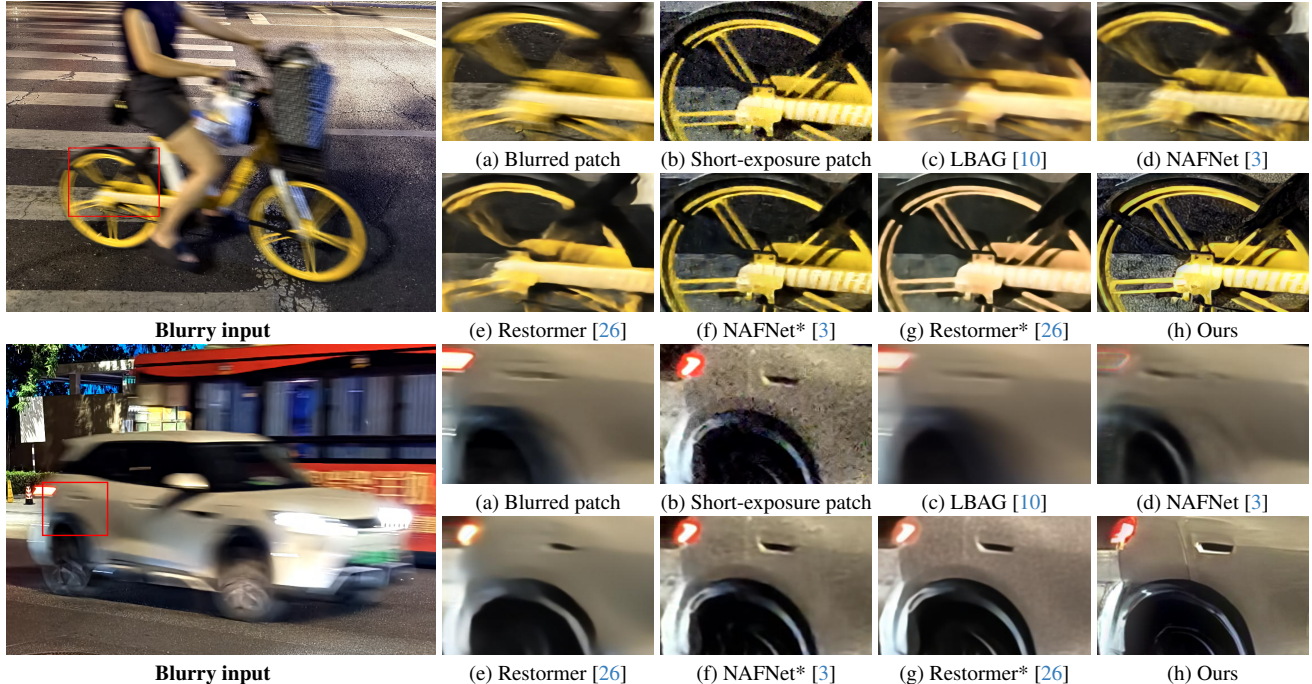 (a) Blurred patch
(b) Short-exposure patch
(c) LBAG [10]
(d) NAFNet [3]
Blurry input
(e) Restormer [26]
(f) NAFNet* [3]
(g) Restormer* [26]
(h) Ours
(a) Blurred patch
(b) Short-exposure patch
(c) LBAG [10]
(d) NAFNet [3]
Blurry input
(e) Restormer [26]
(f) NAFNet* [3]
(g) Restormer* [26]
(h) Ours